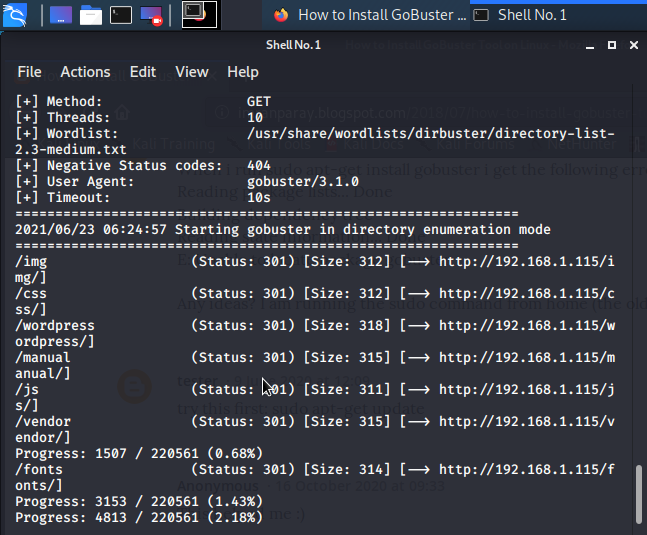 How to Install GoBuster ...
Shell No. 1
Shell No. 1
File Actions Edit View Help
[+] Method: GET
[+] Threads: 10
[+] Wordlist: /usr/share/wordlists/dirbuster/directory-list-
2.3-medium.txt
[+] Negative Status codes: 404
[+] User Agent: gobuster/3.1.0
[+] Timeout: 10s
===============================================================
2021/06/23 06:24:57 Starting gobuster in directory enumeration mode
===============================================================
/img (Status: 301) [Size: 312] [--> http://192.168.1.115/i
mg/]
/css (Status: 301) [Size: 312] [--> http://192.168.1.115/c
ss/]
/wordpress (Status: 301) [Size: 318] [--> http://192.168.1.115/w
ordpress/]
/manual (Status: 301) [Size: 315] [--> http://192.168.1.115/m
anual/]
/js (Status: 301) [Size: 311] [--> http://192.168.1.115/j
s/]
/vendor (Status: 301) [Size: 315] [--> http://192.168.1.115/v
endor/]
Progress: 1507 / 220561 (0.68%)
/fonts (Status: 301) [Size: 314] [--> http://192.168.1.115/f
onts/]
Progress: 3153 / 220561 (1.43%)
Progress: 4813 / 220561 (2.18%)